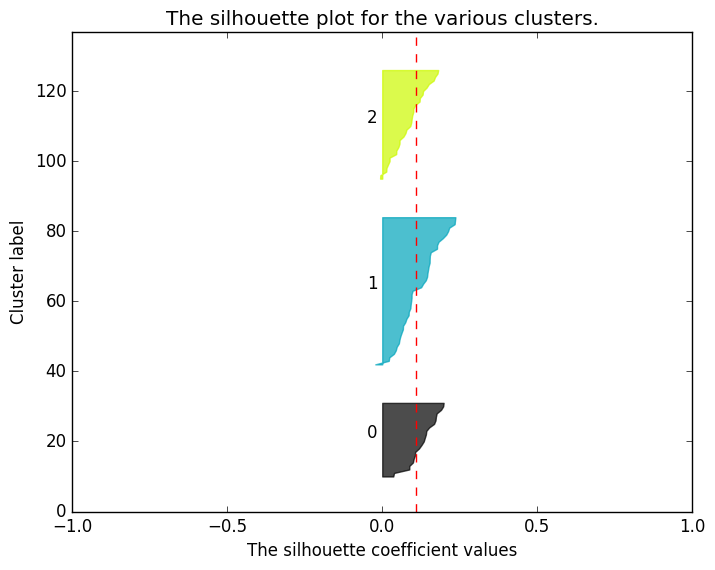 The silhouette plot for the various clusters.
120
2
100
80
Cluster label
1
60
40
0
20
0
−1.0 −0.5 0.0 0.5 1.0
The silhouette coefficient values